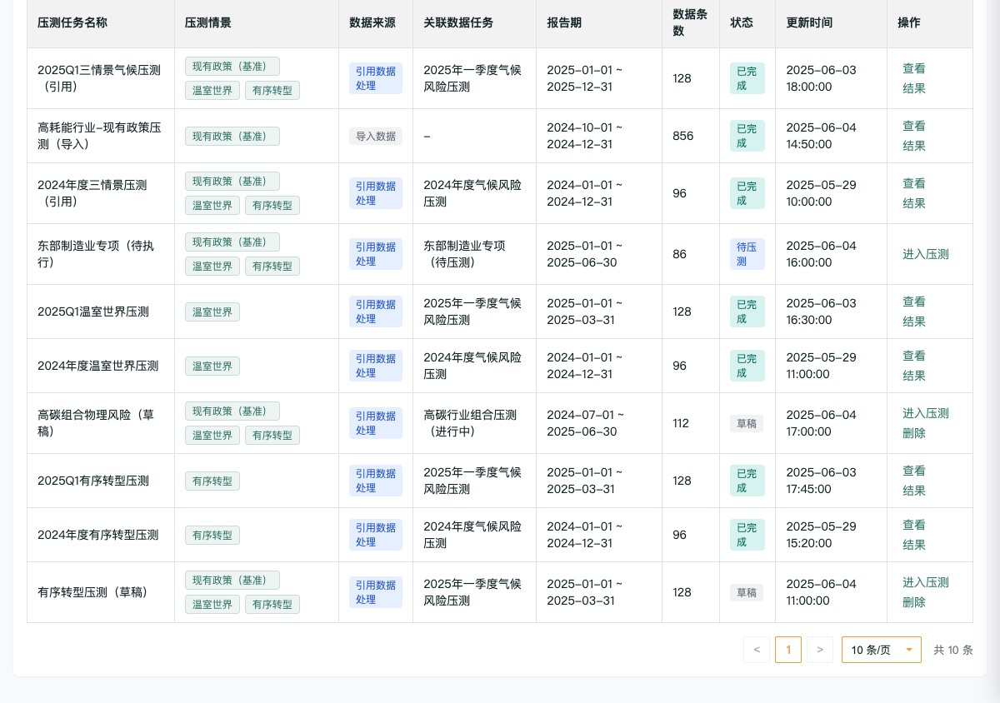 压测任务名称 压测情景 数据来源 关联数据任务 报告期 数据条数 状态 更新时间 操作
2025Q1三情景气候压测（引用） 现有政策（基准） 温室世界 有序转型 引用数据处理 2025年一季度气候风险压测 2025-01-01 ~ 2025-12-31 128 已完成 2025-06-03 18:00:00 查看 结果
高耗能行业-现有政策压测（导入） 现有政策（基准） 导入数据 - 2024-10-01 ~ 2024-12-31 856 已完成 2025-06-04 14:50:00 查看 结果
2024年度三情景压测（引用） 现有政策（基准） 温室世界 有序转型 引用数据处理 2024年度气候风险压测 2024-01-01 ~ 2024-12-31 96 已完成 2025-05-29 10:00:00 查看 结果
东部制造业专项（待执行） 现有政策（基准） 温室世界 有序转型 引用数据处理 东部制造业专项（待压测） 2025-01-01 ~ 2025-06-30 86 待压测 2025-06-04 16:00:00 进入压测
2025Q1温室世界压测 温室世界 引用数据处理 2025年一季度气候风险压测 2025-01-01 ~ 2025-03-31 128 已完成 2025-06-03 16:30:00 查看 结果
2024年度温室世界压测 温室世界 引用数据处理 2024年度气候风险压测 2024-01-01 ~ 2024-12-31 96 已完成 2025-05-29 11:00:00 查看 结果
高碳组合物理风险（草稿） 现有政策（基准） 温室世界 有序转型 引用数据处理 高碳行业组合压测（进行中） 2024-07-01 ~ 2025-06-30 112 草稿 2025-06-04 17:00:00 进入压测 删除
2025Q1有序转型压测 有序转型 引用数据处理 2025年一季度气候风险压测 2025-01-01 ~ 2025-03-31 128 已完成 2025-06-03 17:45:00 查看 结果
2024年度有序转型压测 有序转型 引用数据处理 2024年度气候风险压测 2024-01-01 ~ 2024-12-31 96 已完成 2025-05-29 15:20:00 查看 结果
有序转型压测（草稿） 现有政策（基准） 温室世界 有序转型 引用数据处理 2025年一季度气候风险压测 2025-01-01 ~ 2025-03-31 128 草稿 2025-06-04 11:00:00 进入压测 删除
< 1 > 10 条/页 共 10 条